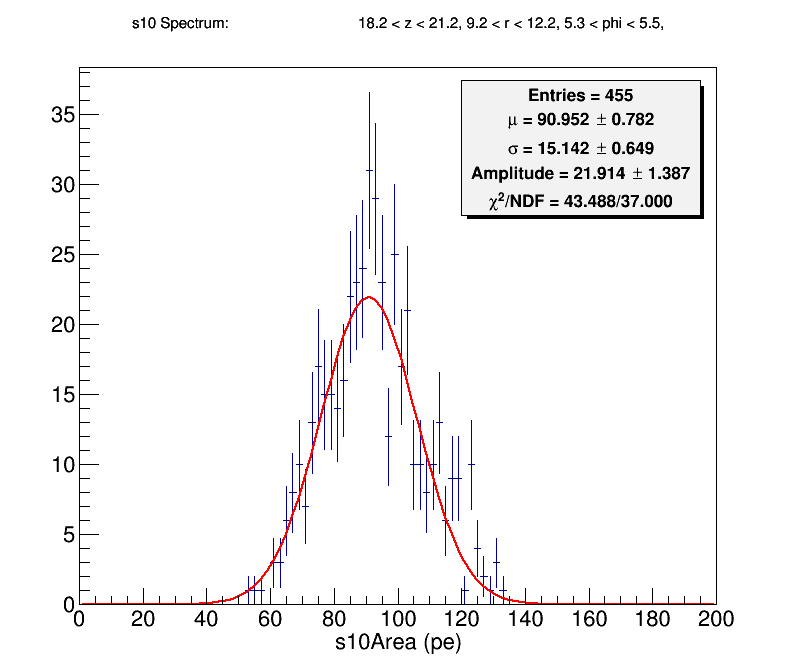 s10 Spectrum: 18.2 < z < 21.2, 9.2 < r < 12.2, 5.3 < phi < 5.5,
Entries = 455
μ = 90.952 ± 0.782
σ = 15.142 ± 0.649
Amplitude = 21.914 ± 1.387
χ²/NDF = 43.488/37.000
35
30
25
20
15
10
5
0
0 20 40 60 80 100 120 140 160 180 200
s10Area (pe)